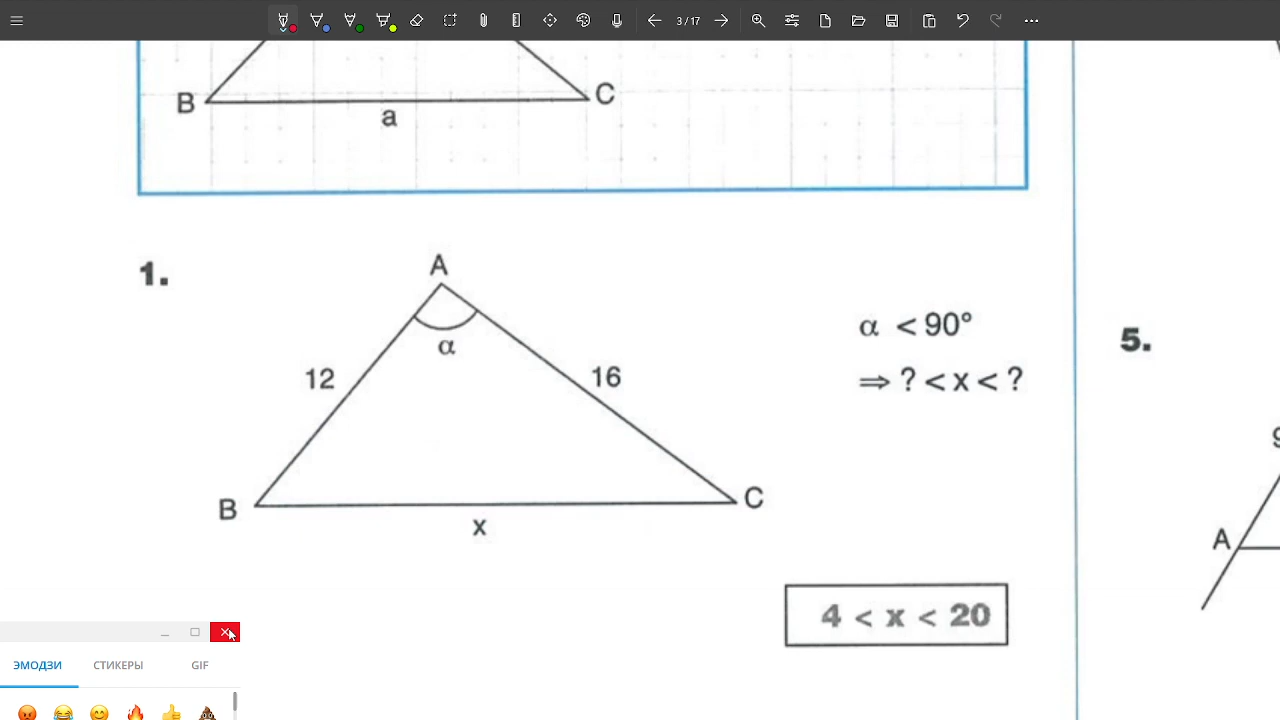 3 / 17
B
C
a
1.
A
α
12
16
B
C
x
α < 90°
⇒ ? < x < ?
4 < x < 20
5.
A
ЭМОДЗИ
СТИКЕРЫ
GIF